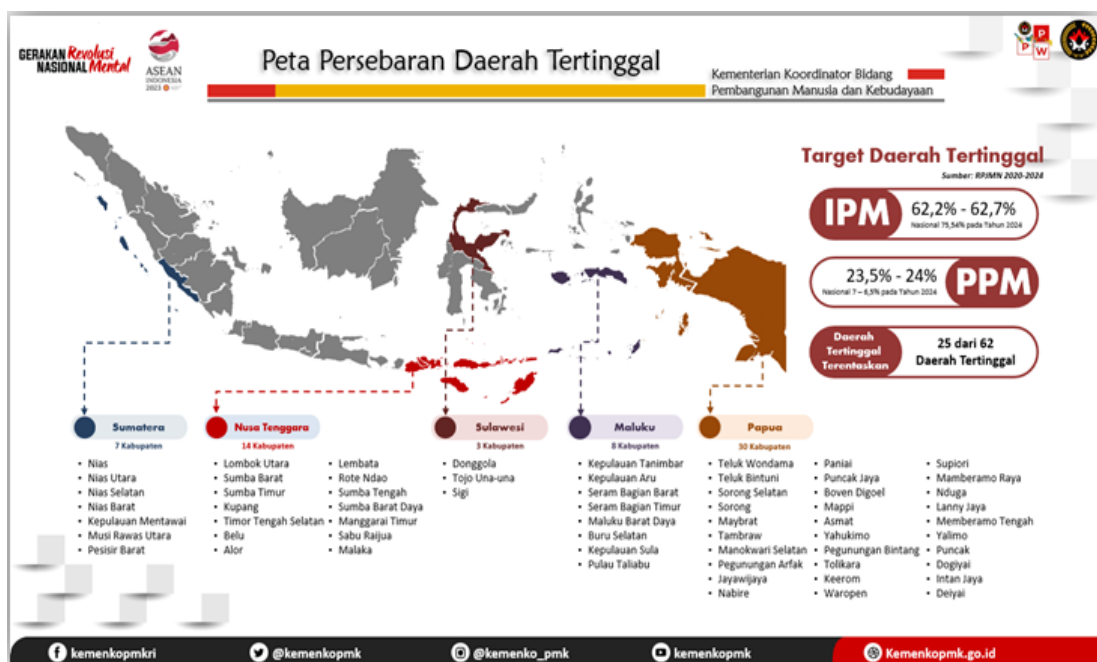 GERAKAN Revolusi
NASIONAL Mental
ASEAN
INDONESIA
2023
Peta Persebaran Daerah Tertinggal
Kementerian Koordinator Bidang
Pembangunan Manusia dan Kebudayaan
P
P W
Target Daerah Tertinggal
Sumber: RPJMN 2020-2024
IPM
62,2% - 62,7%
Nasional 75,54% pada Tahun 2024
23,5% - 24%
Nasional 7 – 6,5% pada Tahun 2024
PPM
Daerah
Tertinggal
Terentaskan
25 dari 62
Daerah Tertinggal
Sumatera
7 Kabupaten
• Nias
• Nias Utara
• Nias Selatan
• Nias Barat
• Kepulauan Mentawai
• Musi Rawas Utara
• Pesisir Barat
Nusa Tenggara
14 Kabupaten
• Lombok Utara
• Sumba Barat
• Sumba Timur
• Kupang
• Timor Tengah Selatan
• Belu
• Alor
• Lembata
• Rote Ndao
• Sumba Tengah
• Sumba Barat Daya
• Manggarai Timur
• Sabu Raijua
• Malaka
Sulawesi
3 Kabupaten
• Donggola
• Tojo Una-una
• Sigi
Maluku
8 Kabupaten
• Kepulauan Tanimbar
• Kepulauan Aru
• Seram Bagian Barat
• Seram Bagian Timur
• Maluku Barat Daya
• Buru Selatan
• Kepulauan Sula
• Pulau Taliabu
Papua
30 Kabupaten
• Teluk Wondama
• Teluk Bintuni
• Sorong Selatan
• Sorong
• Maybrat
• Tambraw
• Manokwari Selatan
• Pegunungan Arfak
• Jayawijaya
• Nabire
• Paniai
• Puncak Jaya
• Boven Digoel
• Mappi
• Asmat
• Yahukimo
• Pegunungan Bintang
• Tolikara
• Keerom
• Waropen
• Supiori
• Mamberamo Raya
• Nduga
• Lanny Jaya
• Memberamo Tengah
• Yalimo
• Puncak
• Dogiyai
• Intan Jaya
• Deiyai
kemenkopmkri
@kemenkopmk
@kemenko_pmk
kemenkopmk
Kemenkopmk.go.id